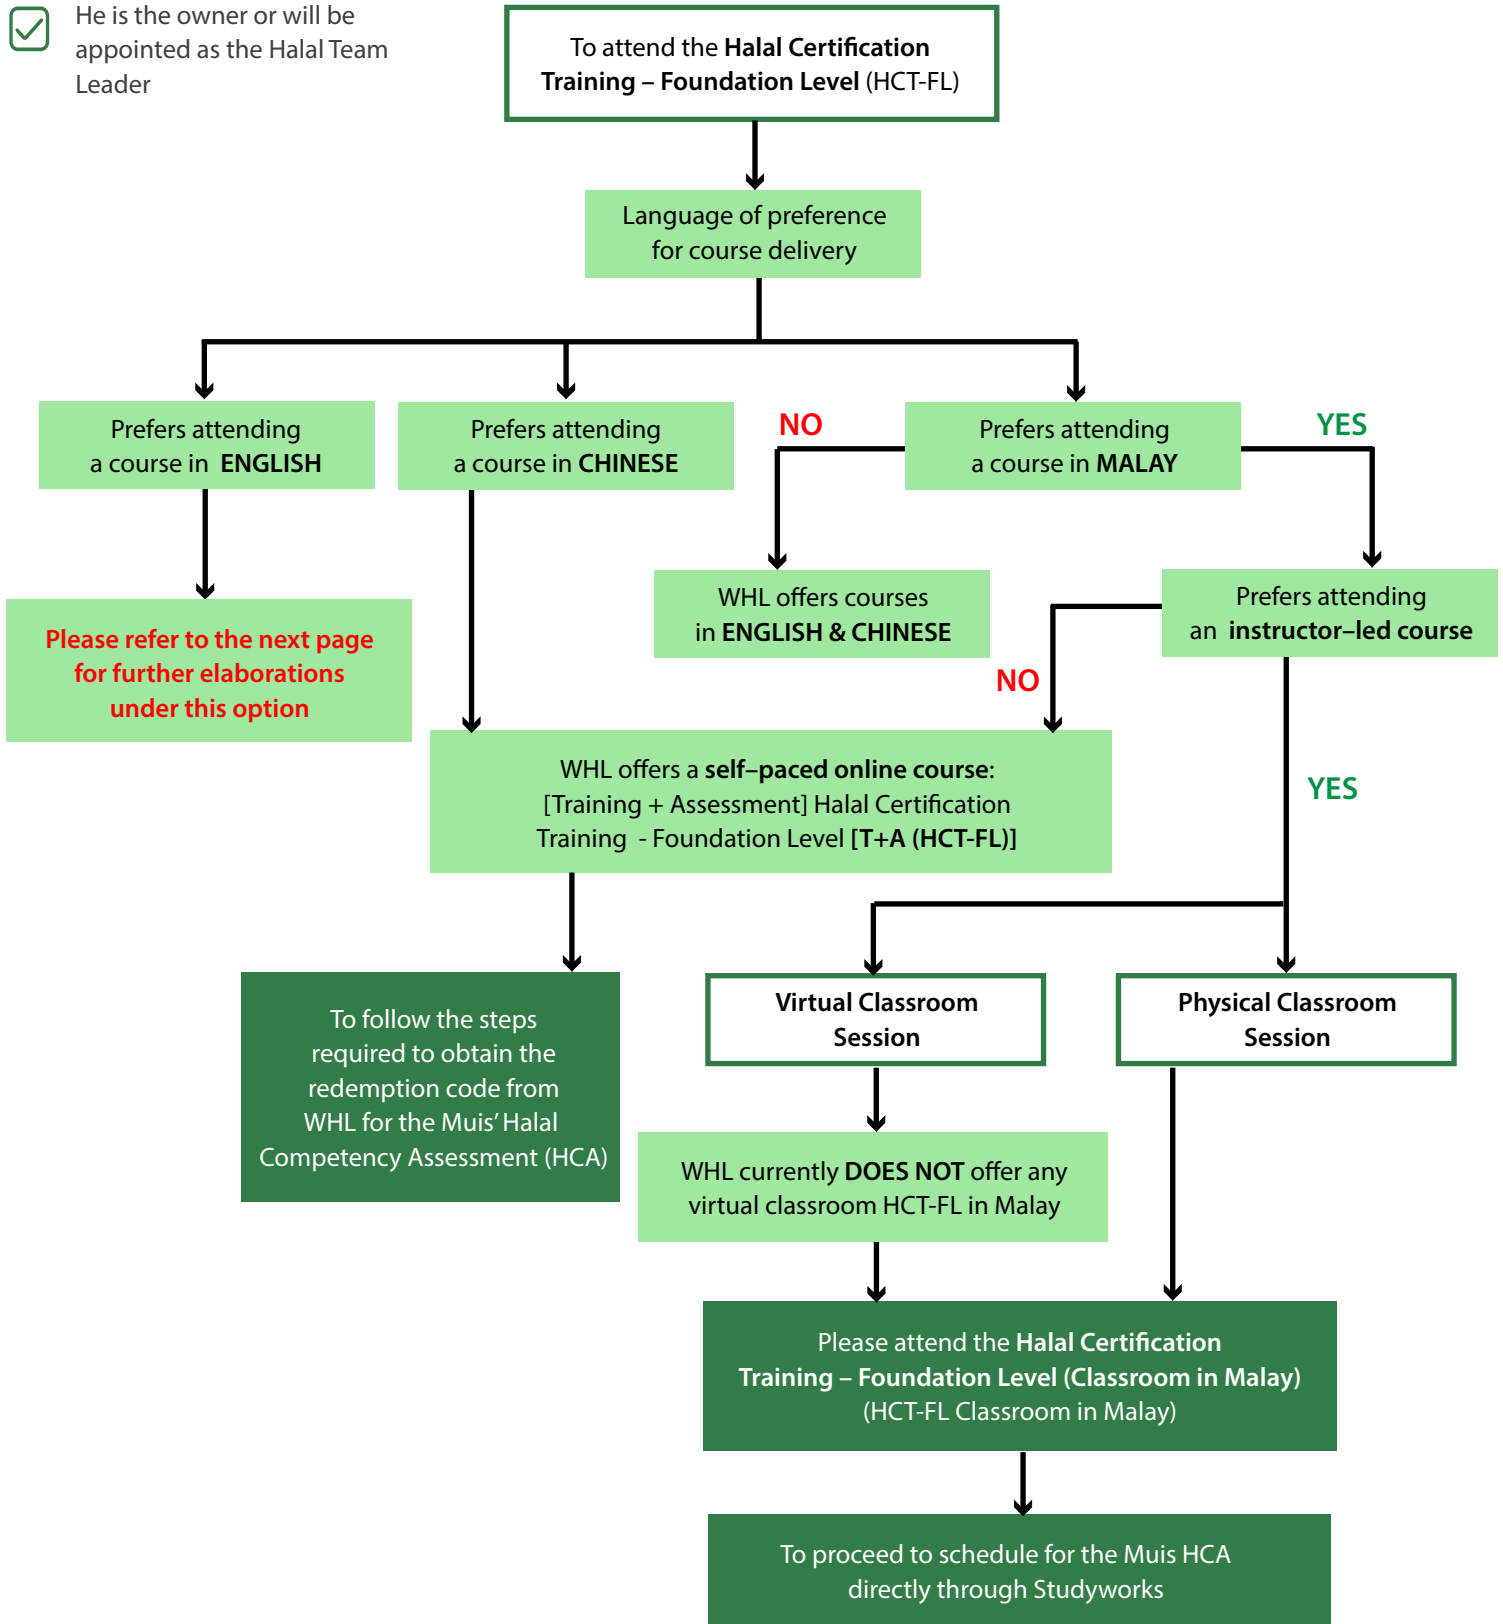 He is the owner or will be
appointed as the Halal Team
Leader
To attend the Halal Certification
Training – Foundation Level (HCT-FL)
Language of preference
for course delivery
Prefers attending
a course in ENGLISH
Prefers attending
a course in CHINESE
NO
Prefers attending
a course in MALAY
YES
Please refer to the next page
for further elaborations
under this option
WHL offers courses
in ENGLISH & CHINESE
Prefers attending
an instructor–led course
NO
WHL offers a self–paced online course:
[Training + Assessment] Halal Certification
Training - Foundation Level [T+A (HCT-FL)]
YES
To follow the steps
required to obtain the
redemption code from
WHL for the Muis’ Halal
Competency Assessment (HCA)
Virtual Classroom
Session
Physical Classroom
Session
WHL currently DOES NOT offer any
virtual classroom HCT-FL in Malay
Please attend the Halal Certification
Training – Foundation Level (Classroom in Malay)
(HCT-FL Classroom in Malay)
To proceed to schedule for the Muis HCA
directly through Studyworks